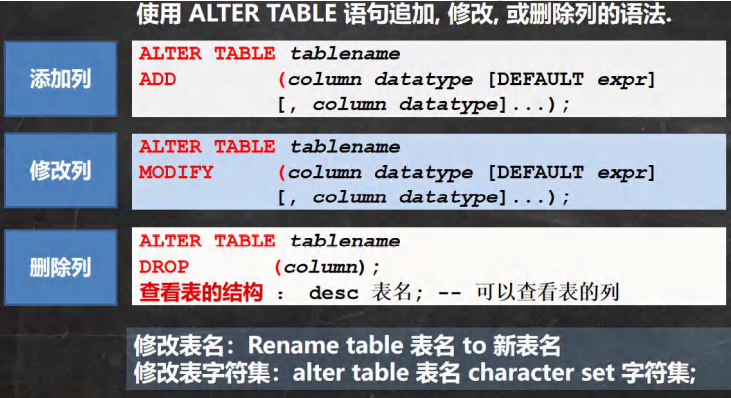 使用 ALTER TABLE 语句追加, 修改, 或删除列的语法.
添加列
ALTER TABLE tablename
ADD (column datatype [DEFAULT expr]
[, column datatype]...);
修改列
ALTER TABLE tablename
MODIFY (column datatype [DEFAULT expr]
[, column datatype]...);
删除列
ALTER TABLE tablename
DROP (column);
查看表的结构 : desc 表名; -- 可以查看表的列
修改表名：Rename table 表名 to 新表名
修改表字符集：alter table 表名 character set 字符集;